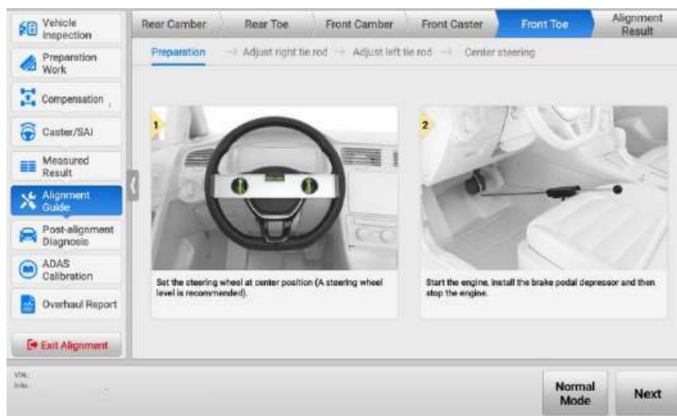 Vehicle
Inspection
Preparation
Work
Compensation
Caster/SAI
Measured
Result
Alignment
Guide
Post-alignment
Diagnosis
ADAS
Calibration
Overhaul Report
Exit Alignment
Rear Camber
Rear Toe
Front Camber
Front Caster
Front Toe
Alignment
Result
Preparation → Adjust right tie rod → Adjust left tie rod → Center steering
1
Set the steering wheel at center position (A steering wheel
level is recommended).
2
Start the engine, install the brake pedal depressor and then
stop the engine.
VIN:
Info:
Normal
Mode
Next